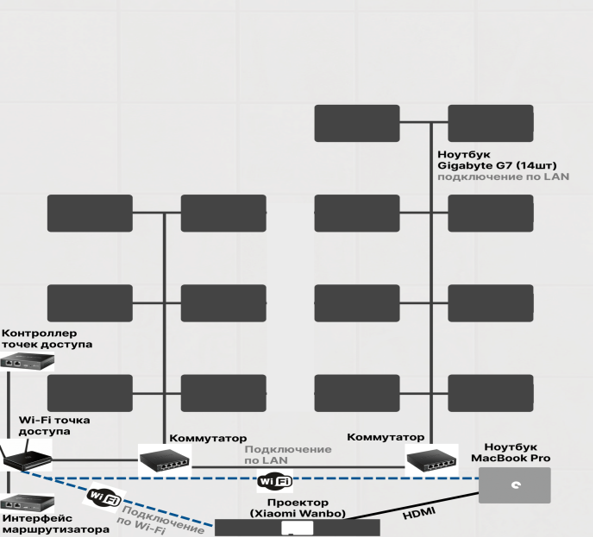 Ноутбук
Gigabyte G7 (14шт)
подключение по LAN
Контроллер
точек доступа
Wi-Fi точка
доступа
Коммутатор
Подключение
по LAN
Коммутатор
Ноутбук
MacBook Pro
Wi Fi
Wi Fi
Подключение
по Wi-Fi
Проектор
(Xiaomi Wanbo)
HDMI
Интерфейс
маршрутизатора